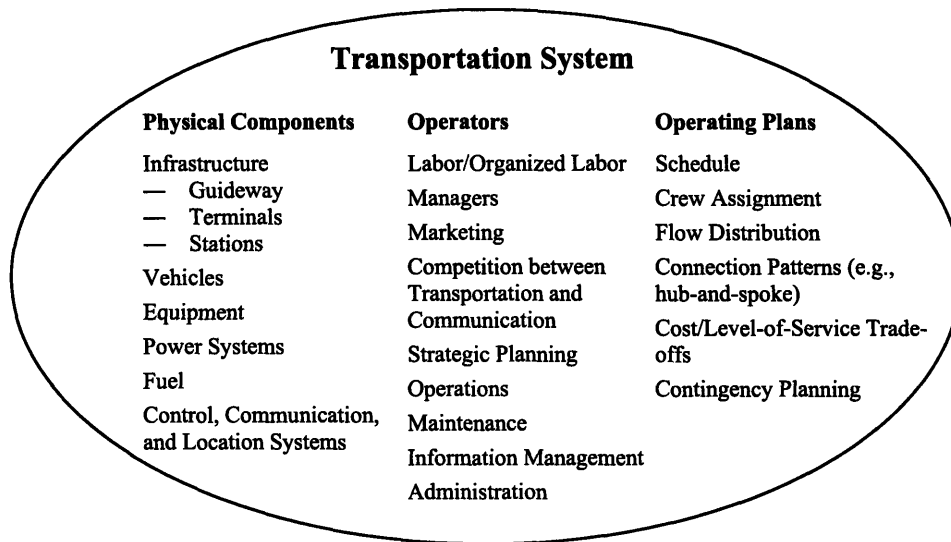 Transportation System
Physical Components
Infrastructure
— Guideway
— Terminals
— Stations
Vehicles
Equipment
Power Systems
Fuel
Control, Communication,
and Location Systems
Operators
Labor/Organized Labor
Managers
Marketing
Competition between
Transportation and
Communication
Strategic Planning
Operations
Maintenance
Information Management
Administration
Operating Plans
Schedule
Crew Assignment
Flow Distribution
Connection Patterns (e.g.,
hub-and-spoke)
Cost/Level-of-Service Trade-
offs
Contingency Planning